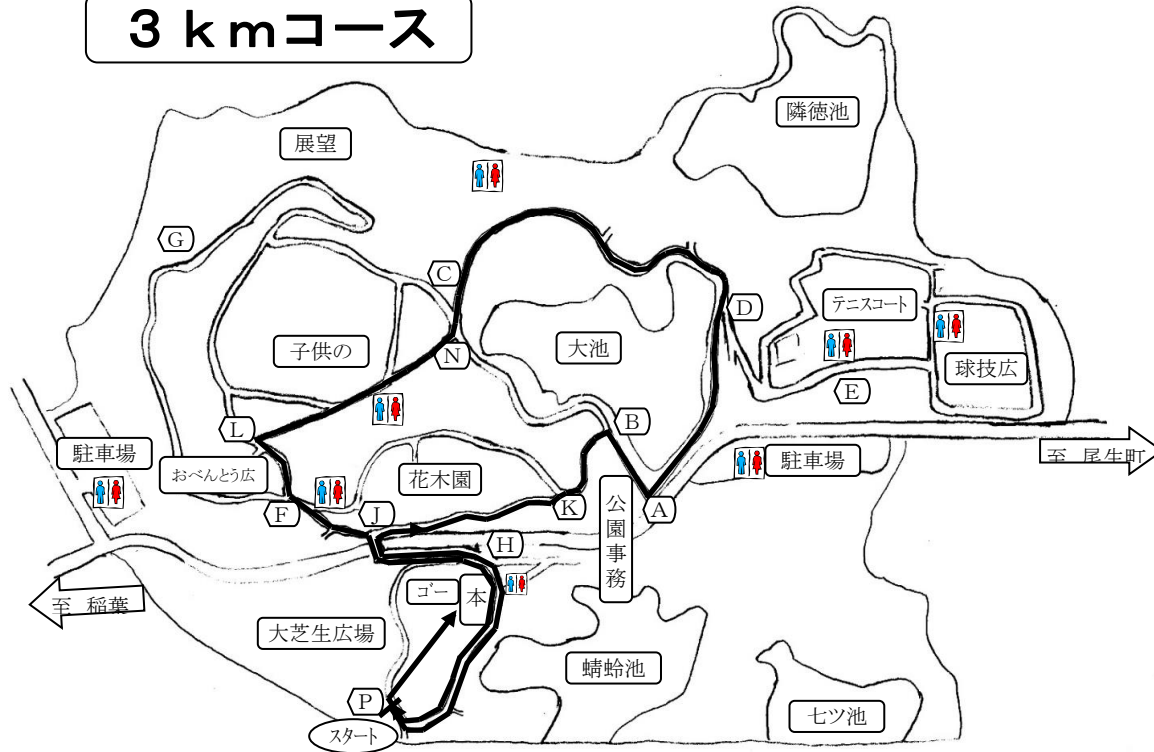 3kmコース
隣徳池
展望
G
C
D
テニスコート
子供の
N
大池
球技広
E
L
B
駐車場
駐車場
至 尾生町
おべんとう広
花木園
F
J
K
A
公園事務
H
ゴー
本
至 稲葉
大芝生広場
蜻蛉池
P
七ツ池
スタート